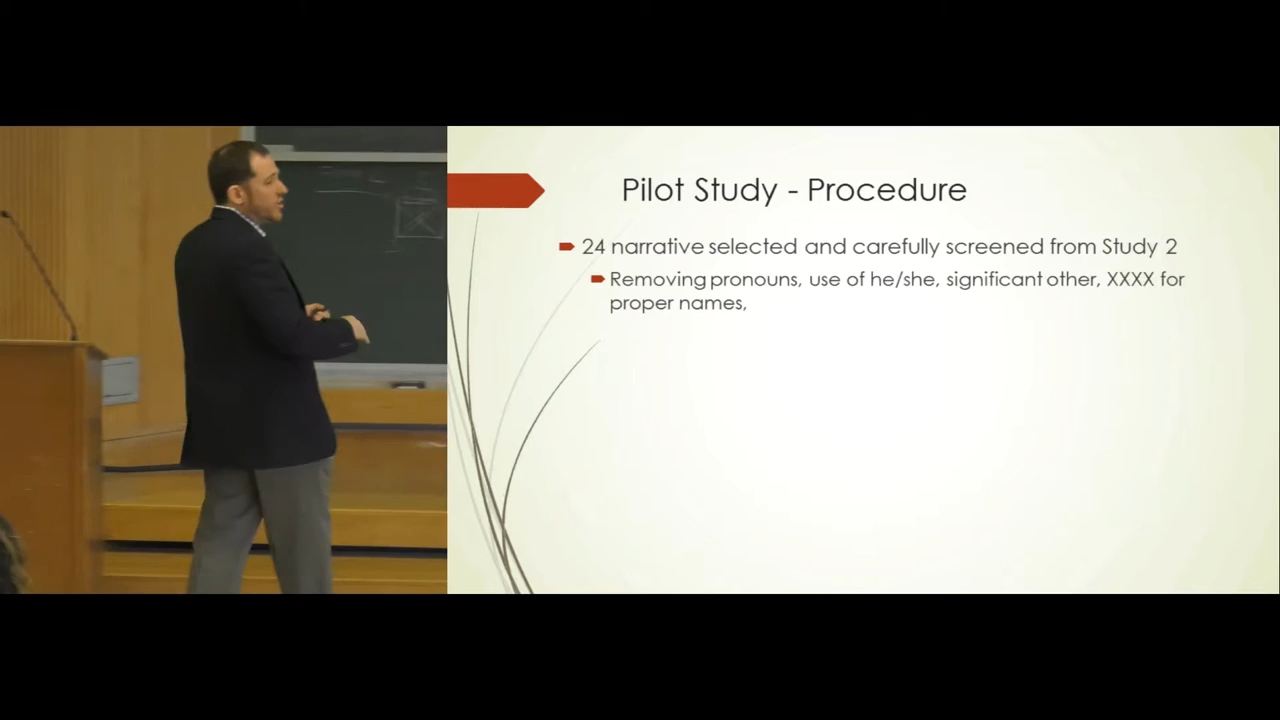 Pilot Study - Procedure
24 narrative selected and carefully screened from Study 2
Removing pronouns, use of he/she, significant other, XXXX for
proper names,